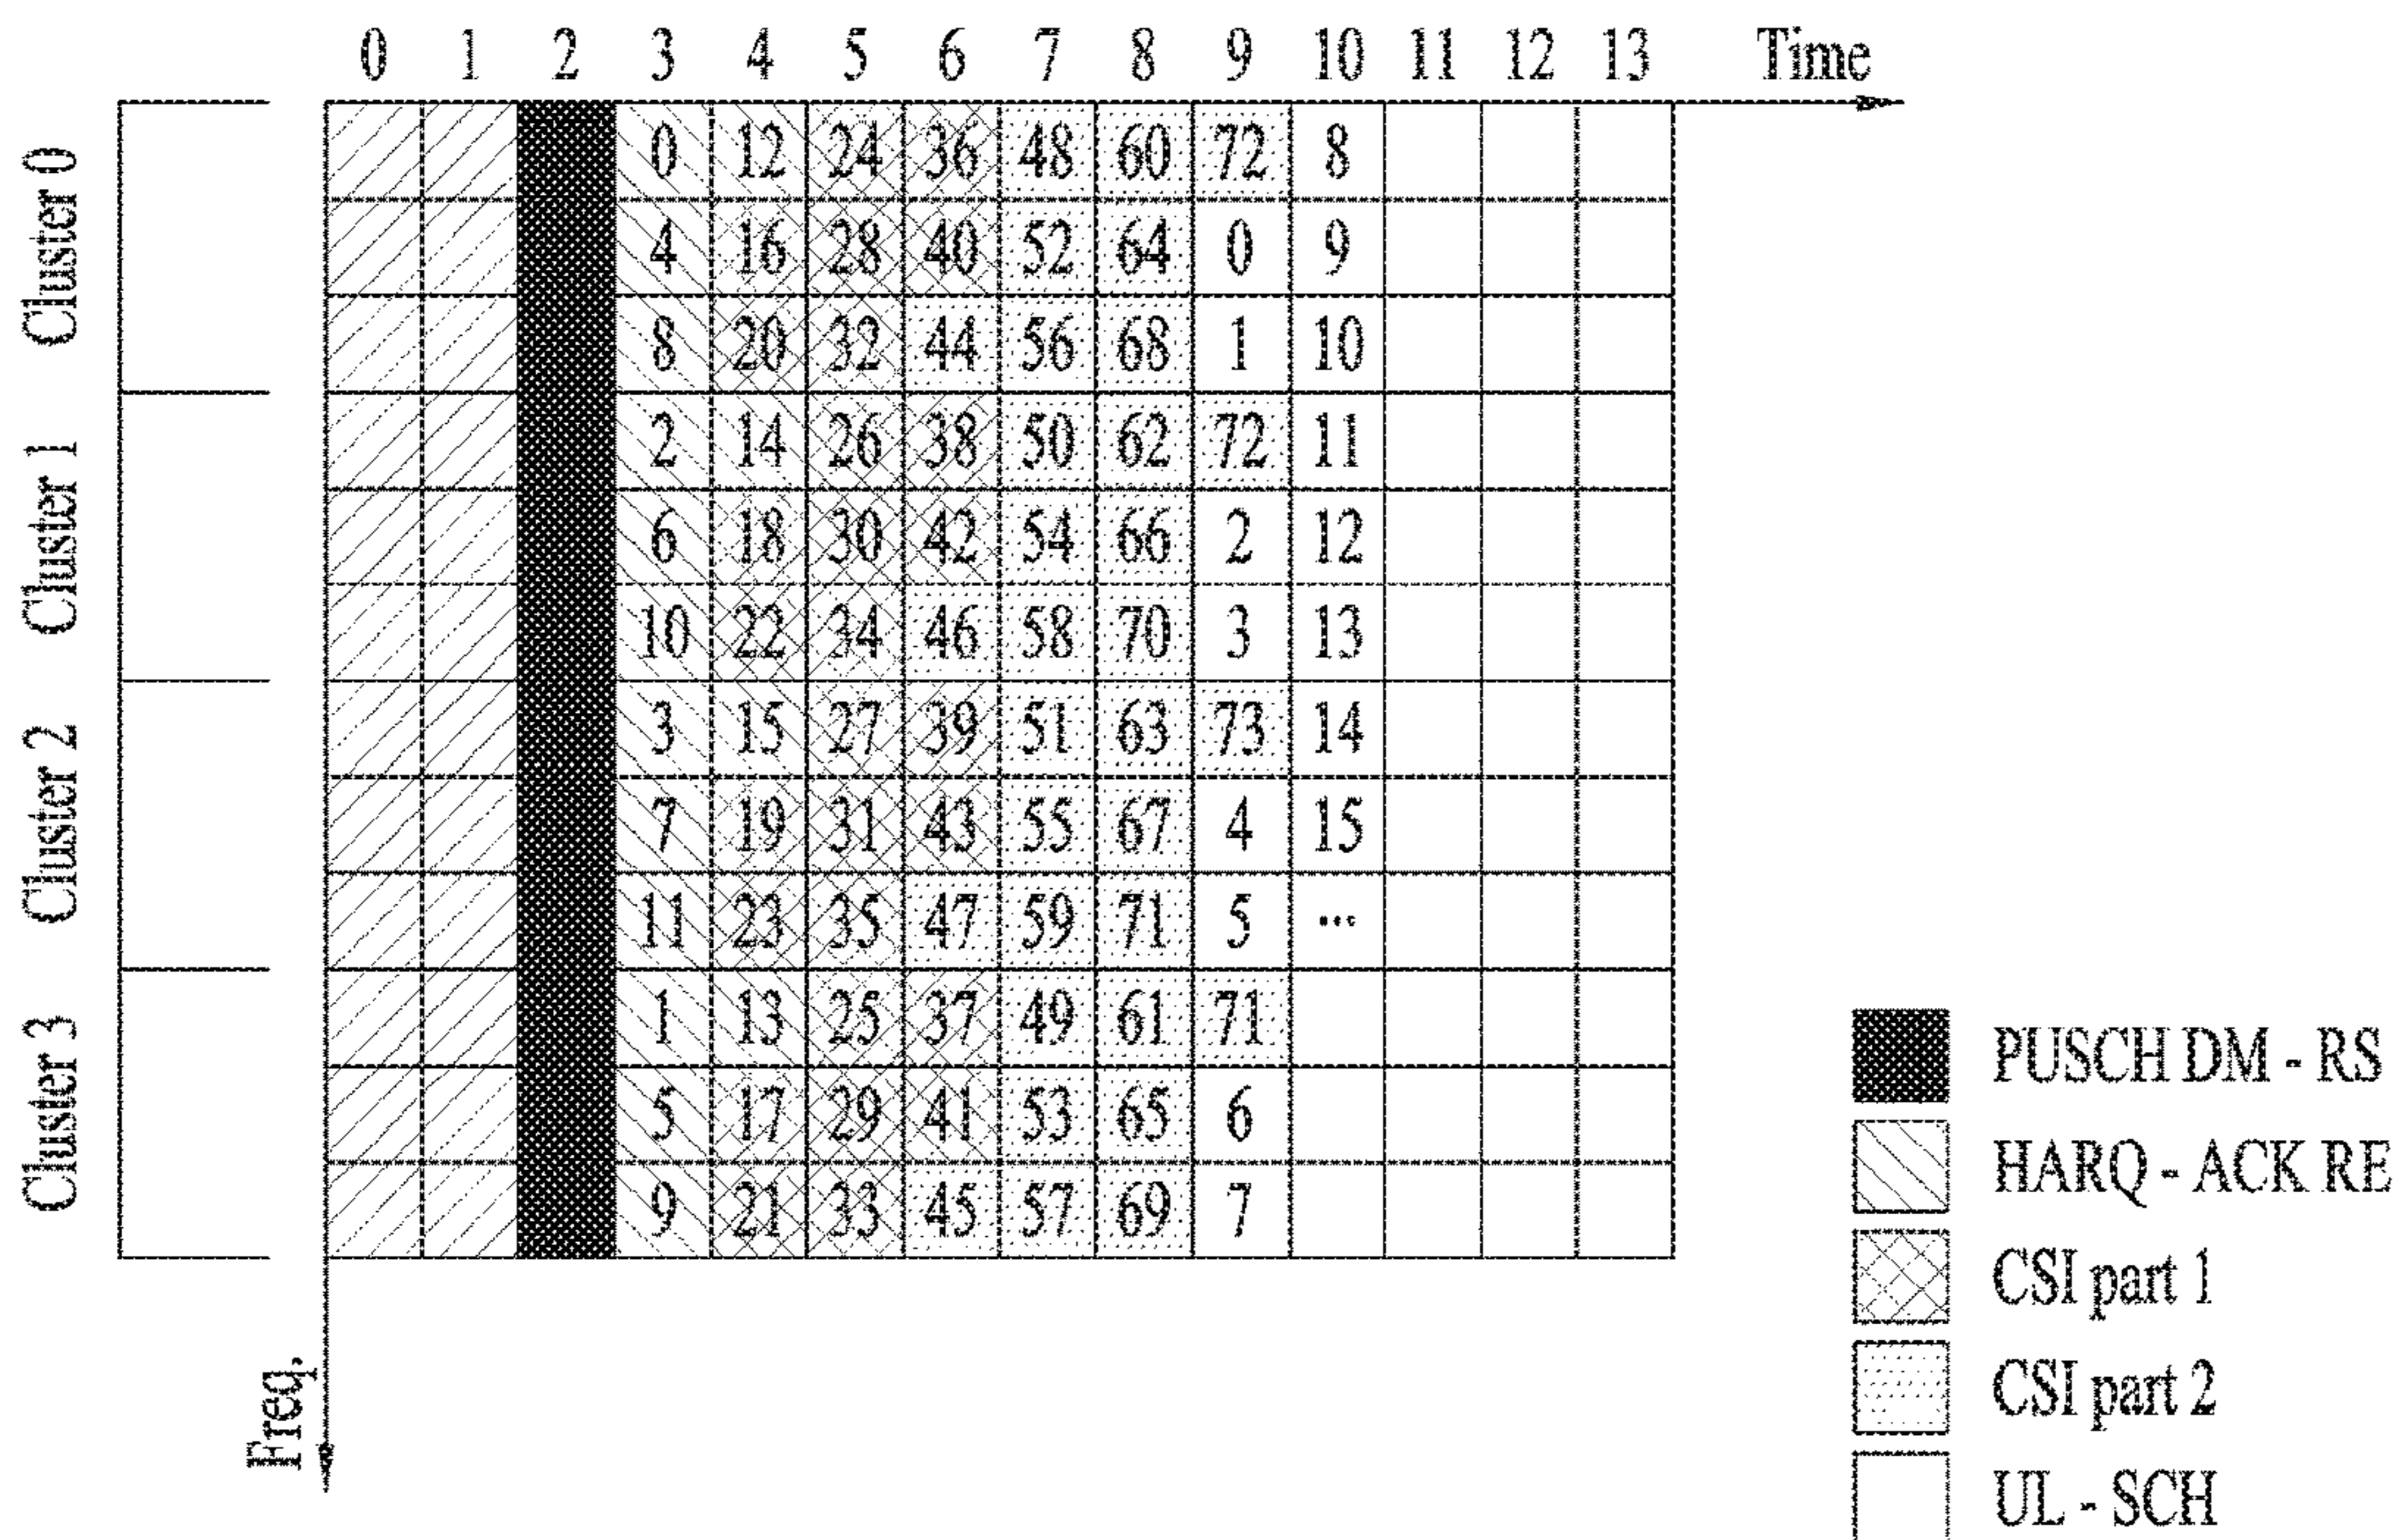 0 1 2 3 4 5 6 7 8 9 10 11 12 13 Time
Cluster 0
0 12 24 36 48 60 72 8
4 16 28 40 52 64 0 9
8 20 32 44 56 68 1 10
Cluster 1
2 14 26 38 50 62 72 11
6 18 30 42 54 66 2 12
10 22 34 46 58 70 3 13
Cluster 2
3 15 27 39 51 63 73 14
7 19 31 43 55 67 4 15
11 23 35 47 59 71 5 ...
Cluster 3
1 13 25 37 49 61 71
5 17 29 41 53 65 6
9 21 33 45 57 69 7
Freq.
PUSCH DM - RS
HARQ - ACK RE
CSI part 1
CSI part 2
UL - SCH